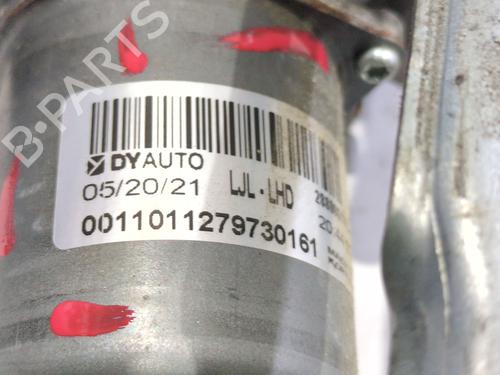 B-PARTS
DYAUTO
05/20/21 LJL-LHD
0011011279730161